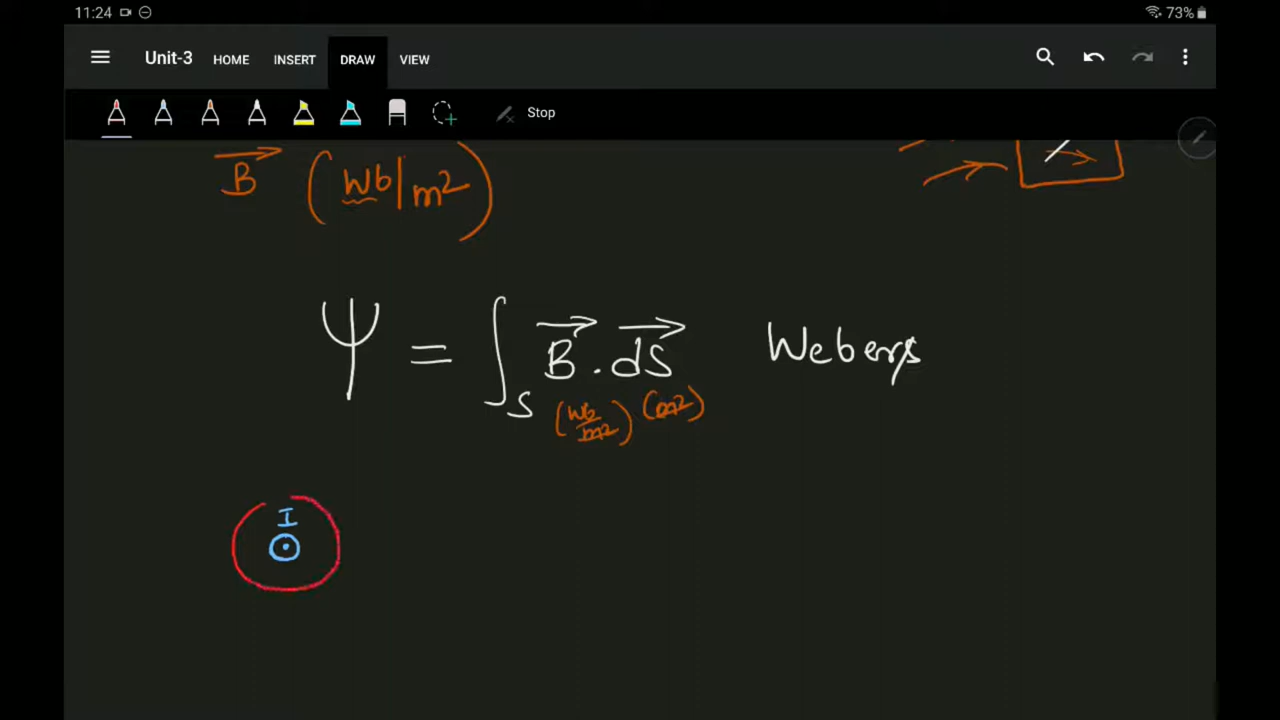 11:24 73%
Unit-3 HOME INSERT DRAW VIEW
Stop
B (Wb/m2)
Ψ = ∫S B . dS Webers
(Wb/m2) (m2)
I